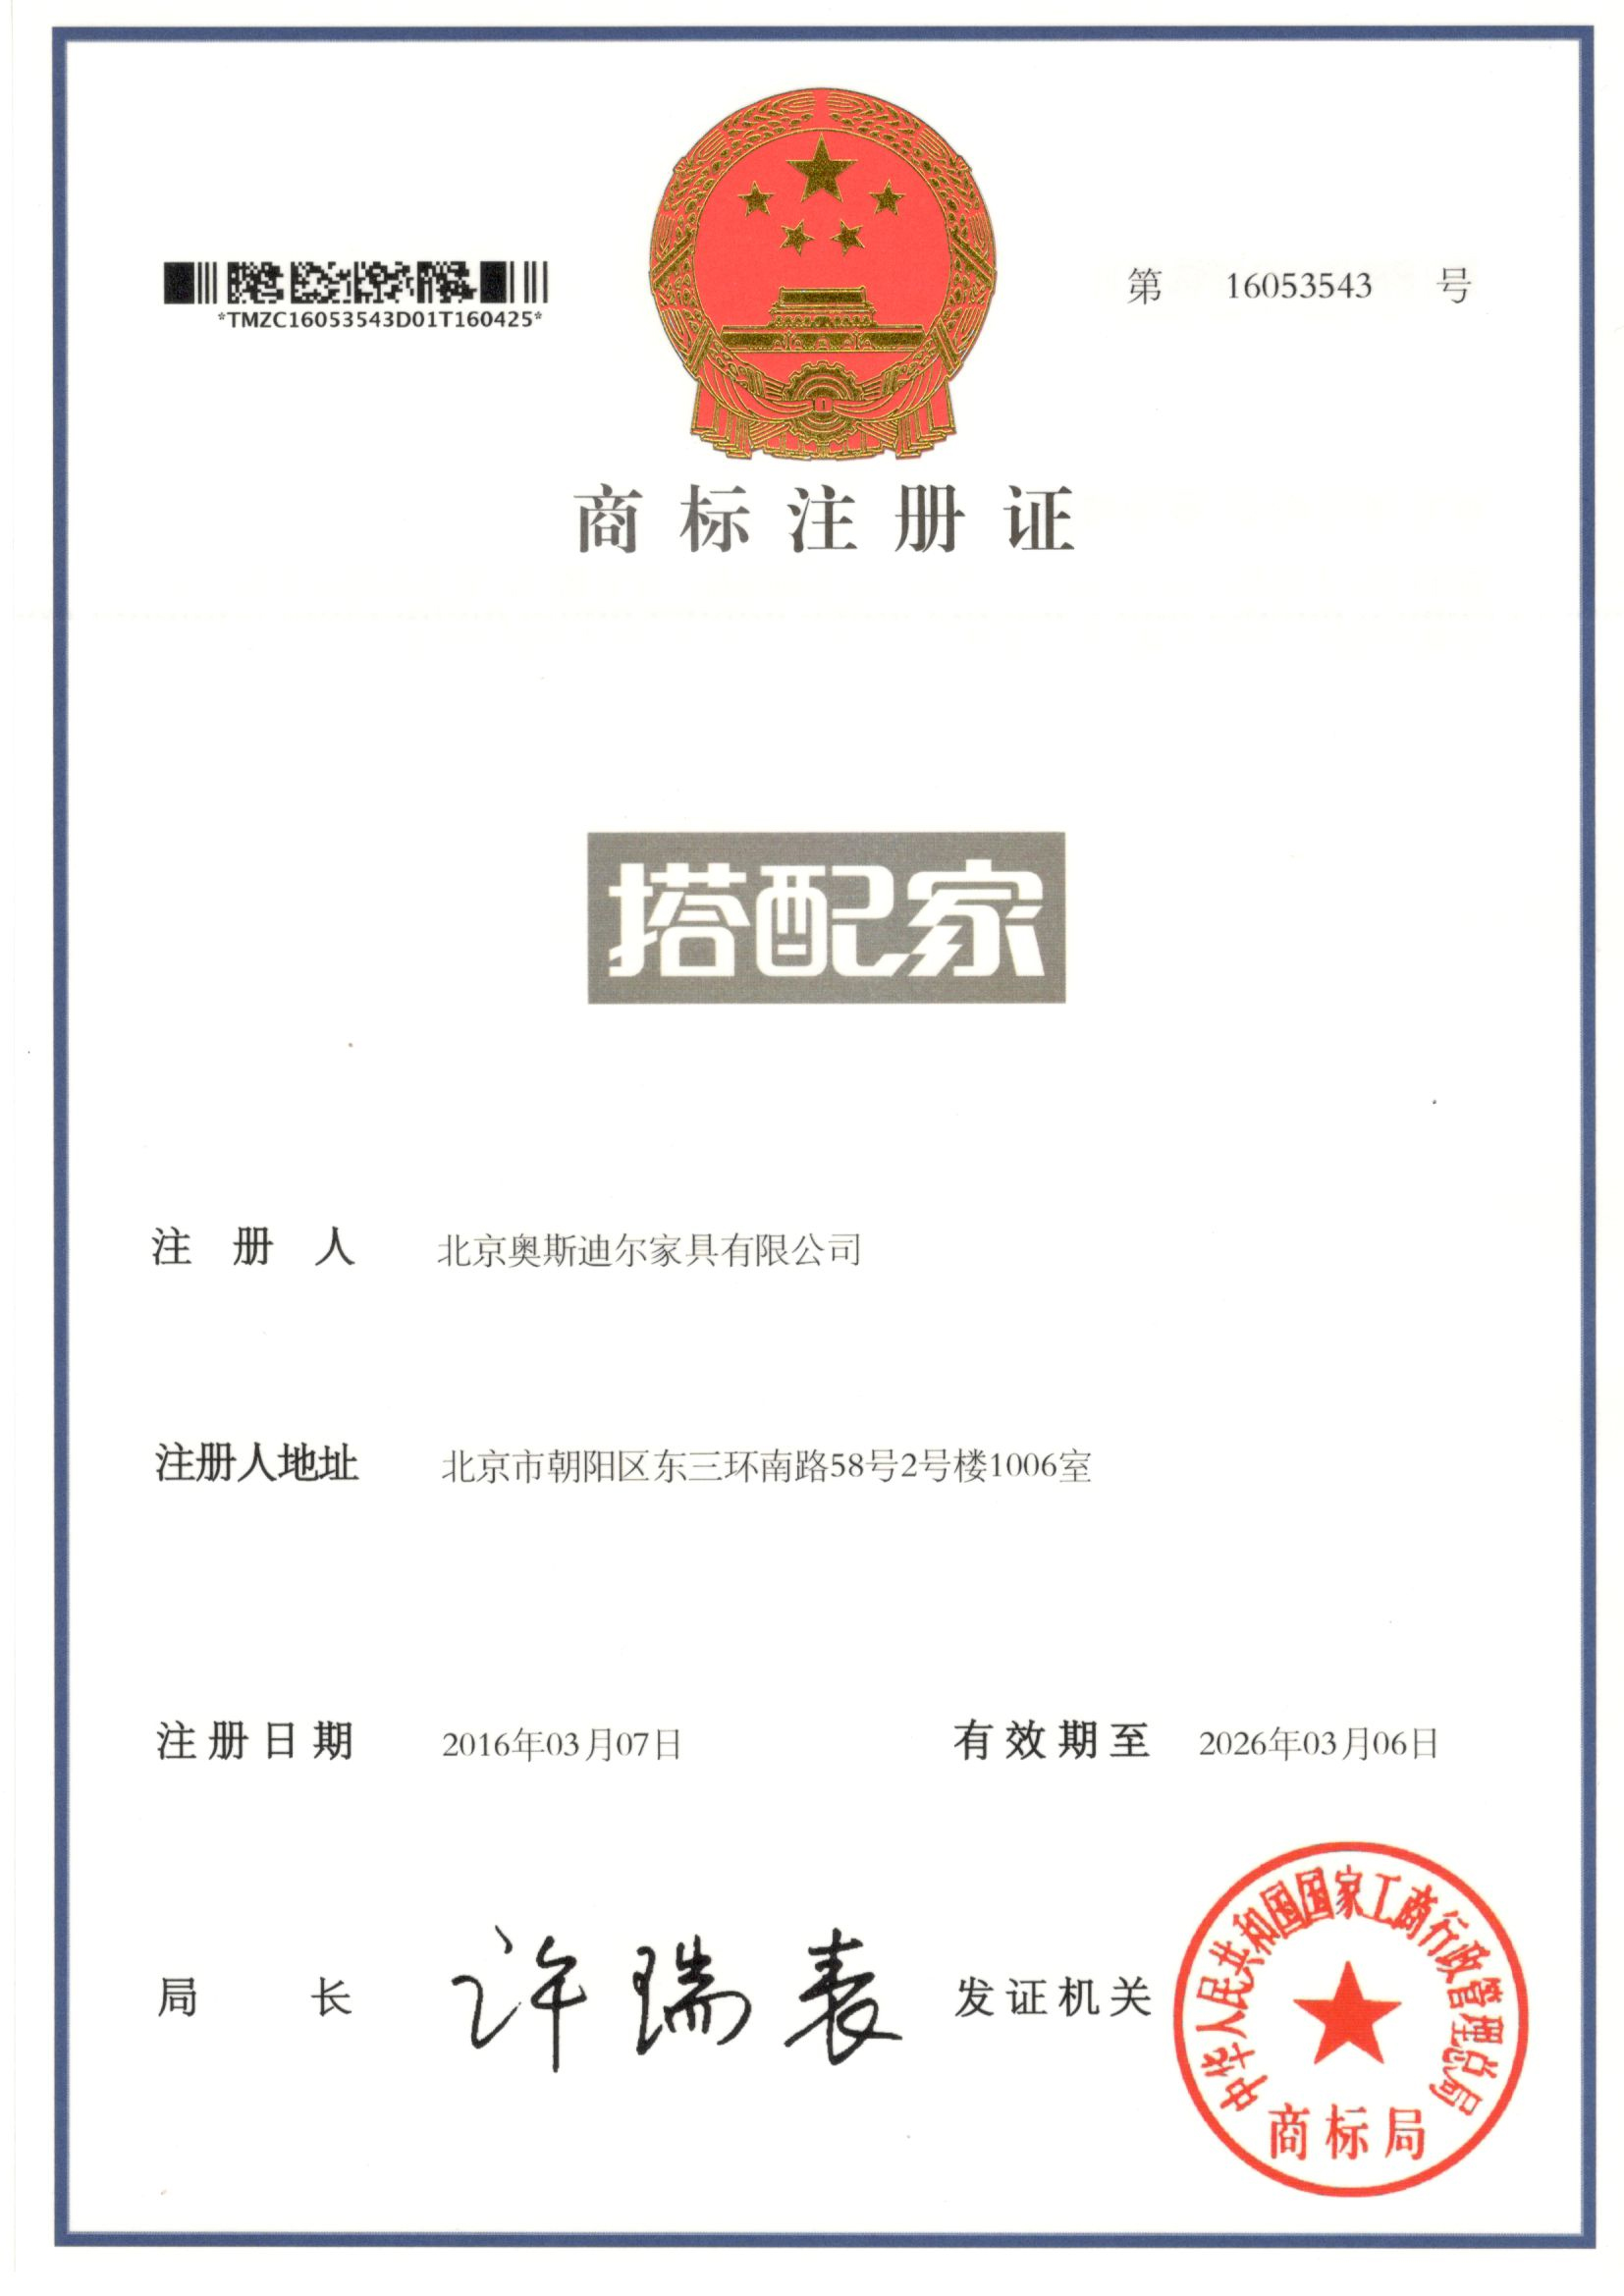 *TMZC16053543D01T160425*
第 16053543 号
商标注册证
搭配家
注册人 北京奥斯迪尔家具有限公司
注册人地址 北京市朝阳区东三环南路58号2号楼1006室
注册日期 2016年03月07日 有效期至 2026年03月06日
局长 许瑞表 发证机关
中华人民共和国国家工商行政管理总局
商标局